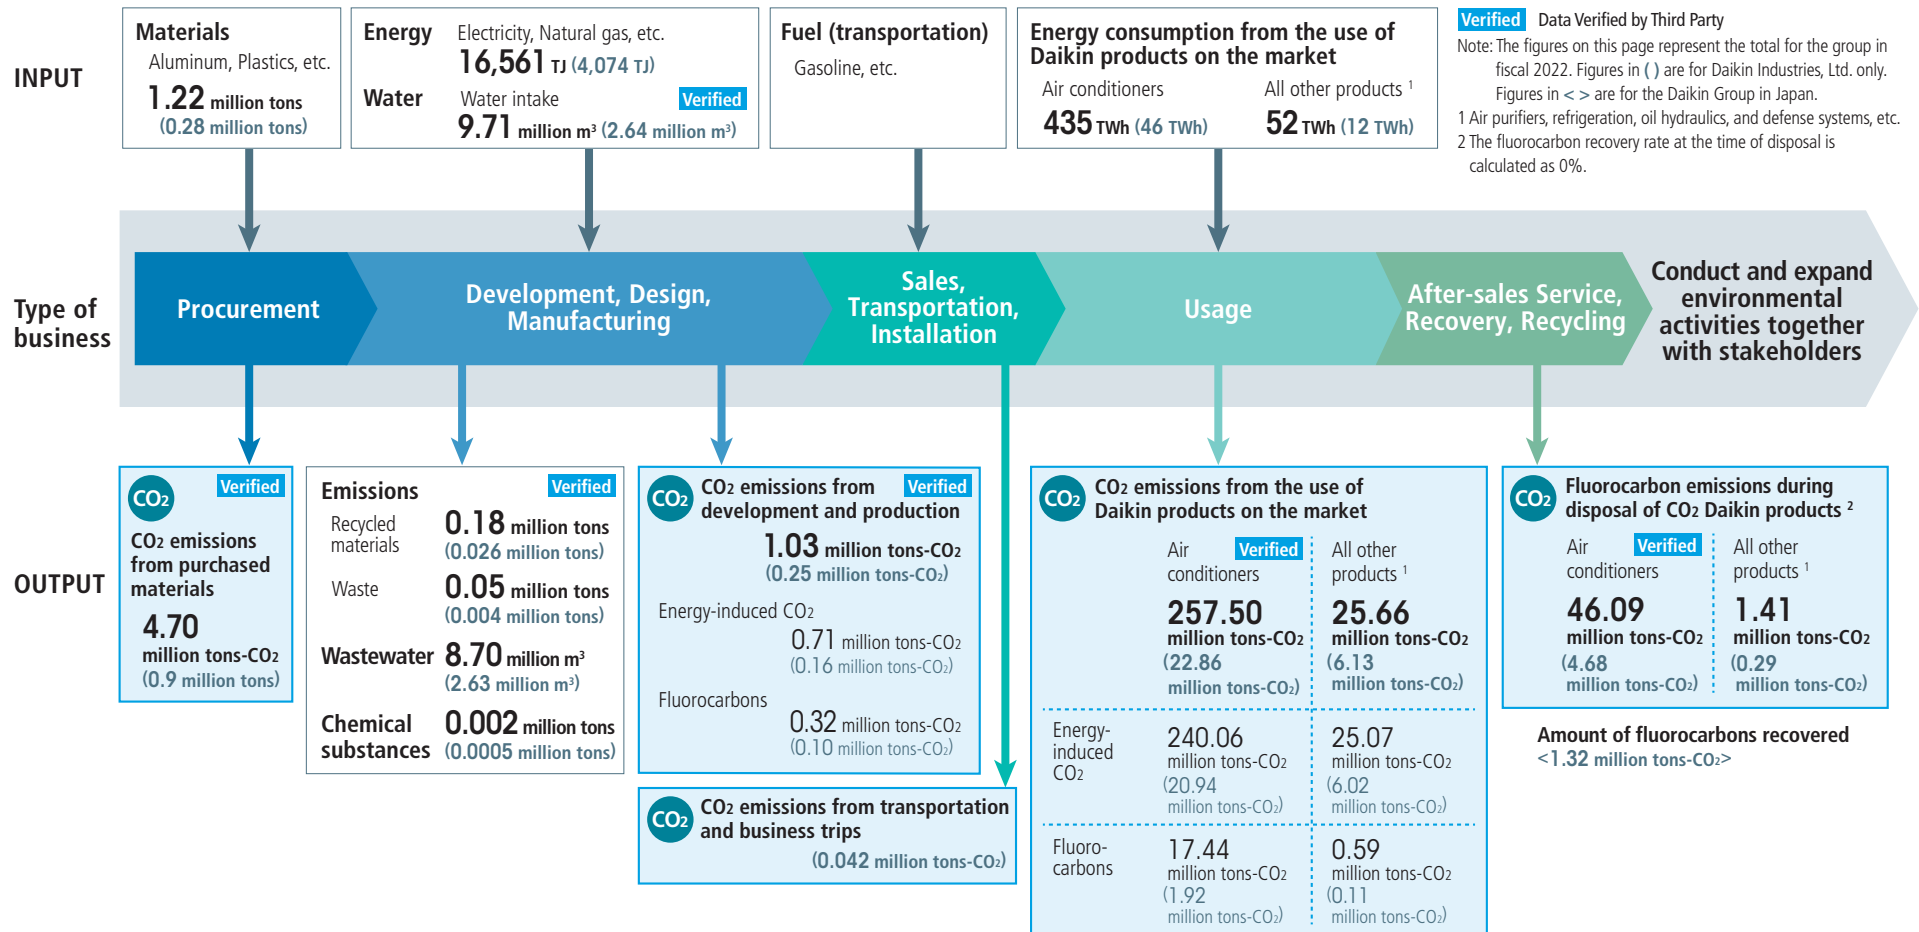 INPUT
Materials
Aluminum, Plastics, etc.
1.22 million tons
(0.28 million tons)
Energy Electricity, Natural gas, etc.
16,561 TJ (4,074 TJ)
Water Water intake Verified
9.71 million m³ (2.64 million m³)
Fuel (transportation)
Gasoline, etc.
Energy consumption from the use of
Daikin products on the market
Air conditioners
435 TWh (46 TWh)
All other products ¹
52 TWh (12 TWh)
Verified Data Verified by Third Party
Note: The figures on this page represent the total for the group in
fiscal 2022. Figures in ( ) are for Daikin Industries, Ltd. only.
Figures in < > are for the Daikin Group in Japan.
1 Air purifiers, refrigeration, oil hydraulics, and defense systems, etc.
2 The fluorocarbon recovery rate at the time of disposal is
calculated as 0%.
Type of
business
Procurement
Development, Design,
Manufacturing
Sales,
Transportation,
Installation
Usage
After-sales Service,
Recovery, Recycling
Conduct and expand
environmental
activities together
with stakeholders
OUTPUT
CO₂ Verified
CO₂ emissions
from purchased
materials
4.70
million tons-CO₂
(0.9 million tons)
Emissions Verified
Recycled
materials
0.18 million tons
(0.026 million tons)
Waste 0.05 million tons
(0.004 million tons)
Wastewater 8.70 million m³
(2.63 million m³)
Chemical
substances
0.002 million tons
(0.0005 million tons)
CO₂
CO₂ emissions from Verified
development and production
1.03 million tons-CO₂
(0.25 million tons-CO₂)
Energy-induced CO₂
0.71 million tons-CO₂
(0.16 million tons-CO₂)
Fluorocarbons
0.32 million tons-CO₂
(0.10 million tons-CO₂)
CO₂
CO₂ emissions from transportation
and business trips
(0.042 million tons-CO₂)
CO₂
CO₂ emissions from the use of
Daikin products on the market
Air Verified
conditioners
257.50
million tons-CO₂
(22.86
million tons-CO₂)
All other
products ¹
25.66
million tons-CO₂
(6.13
million tons-CO₂)
Energy-
induced
CO₂
240.06
million tons-CO₂
(20.94
million tons-CO₂)
25.07
million tons-CO₂
(6.02
million tons-CO₂)
Fluoro-
carbons
17.44
million tons-CO₂
(1.92
million tons-CO₂)
0.59
million tons-CO₂
(0.11
million tons-CO₂)
CO₂
Fluorocarbon emissions during
disposal of CO₂ Daikin products ²
Air Verified
conditioners
46.09
million tons-CO₂
(4.68
million tons-CO₂)
All other
products ¹
1.41
million tons-CO₂
(0.29
million tons-CO₂)
Amount of fluorocarbons recovered
<1.32 million tons-CO₂>